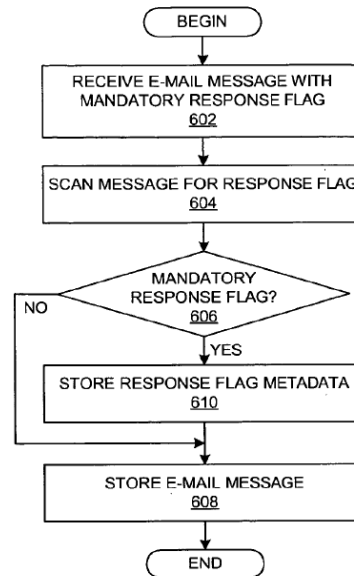 BEGIN
RECEIVE E-MAIL MESSAGE WITH
MANDATORY RESPONSE FLAG
602
SCAN MESSAGE FOR RESPONSE FLAG
604
MANDATORY
RESPONSE FLAG?
606
NO
YES
STORE RESPONSE FLAG METADATA
610
STORE E-MAIL MESSAGE
608
END